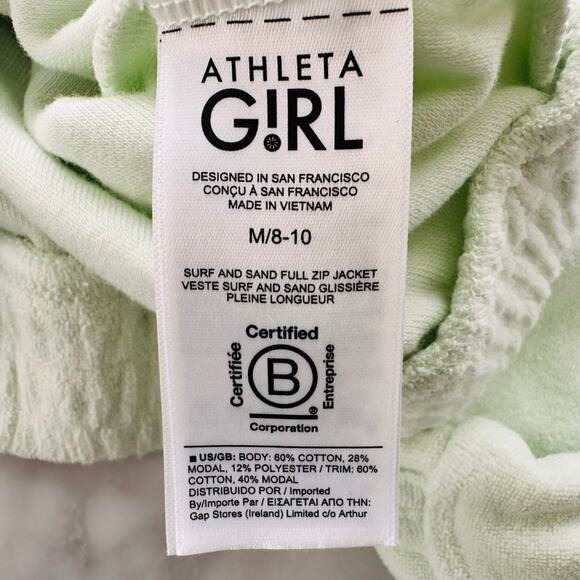 ATHLETA
G!RL
DESIGNED IN SAN FRANCISCO
CONÇU À SAN FRANCISCO
MADE IN VIETNAM
M/8-10
SURF AND SAND FULL ZIP JACKET
VESTE SURF AND SAND GLISSIÈRE
PLEINE LONGUEUR
Certified
Certifiée
B
Entreprise
®
Corporation
■ US/GB: BODY: 60% COTTON, 28%
MODAL, 12% POLYESTER / TRIM: 60%
COTTON, 40% MODAL
DISTRIBUIDO POR / Imported
By/Importe Par / ΕΙΣΑΓΕΤΑΙ ΑΠΟ ΤΗΝ:
Gap Stores (Ireland) Limited c/o Arthur